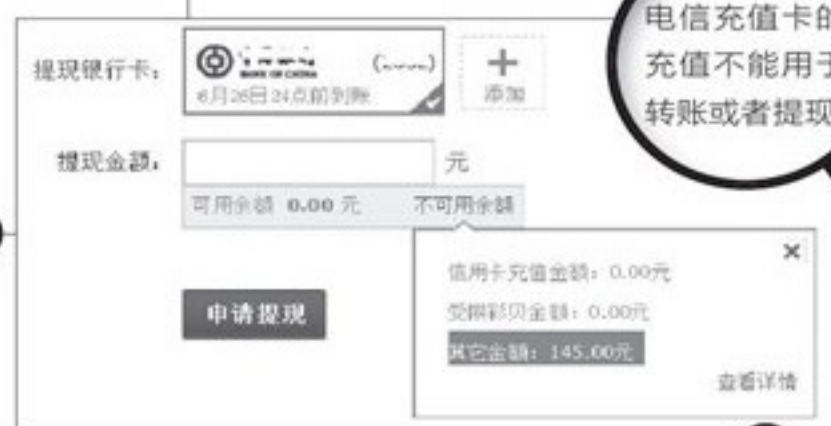 电信充值卡的
充值不能用于
转账或者提现
提现银行卡：
BANK OF CHINA
6月26日24点前到账
添加
提现金额：
元
可用余额 0.00 元 不可用余额
信用卡充值金额：0.00元
受限彩贝金额：0.00元
其它金额：145.00元
查看详情
申请提现